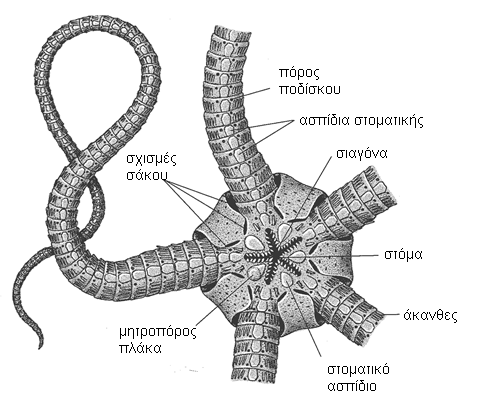 πόρος
ποδίσκου
ασπίδια στοματικής
σχισμές
σάκου
σιαγόνα
στόμα
άκανθες
μητροπόρος
πλάκα
στοματικό
ασπίδιο